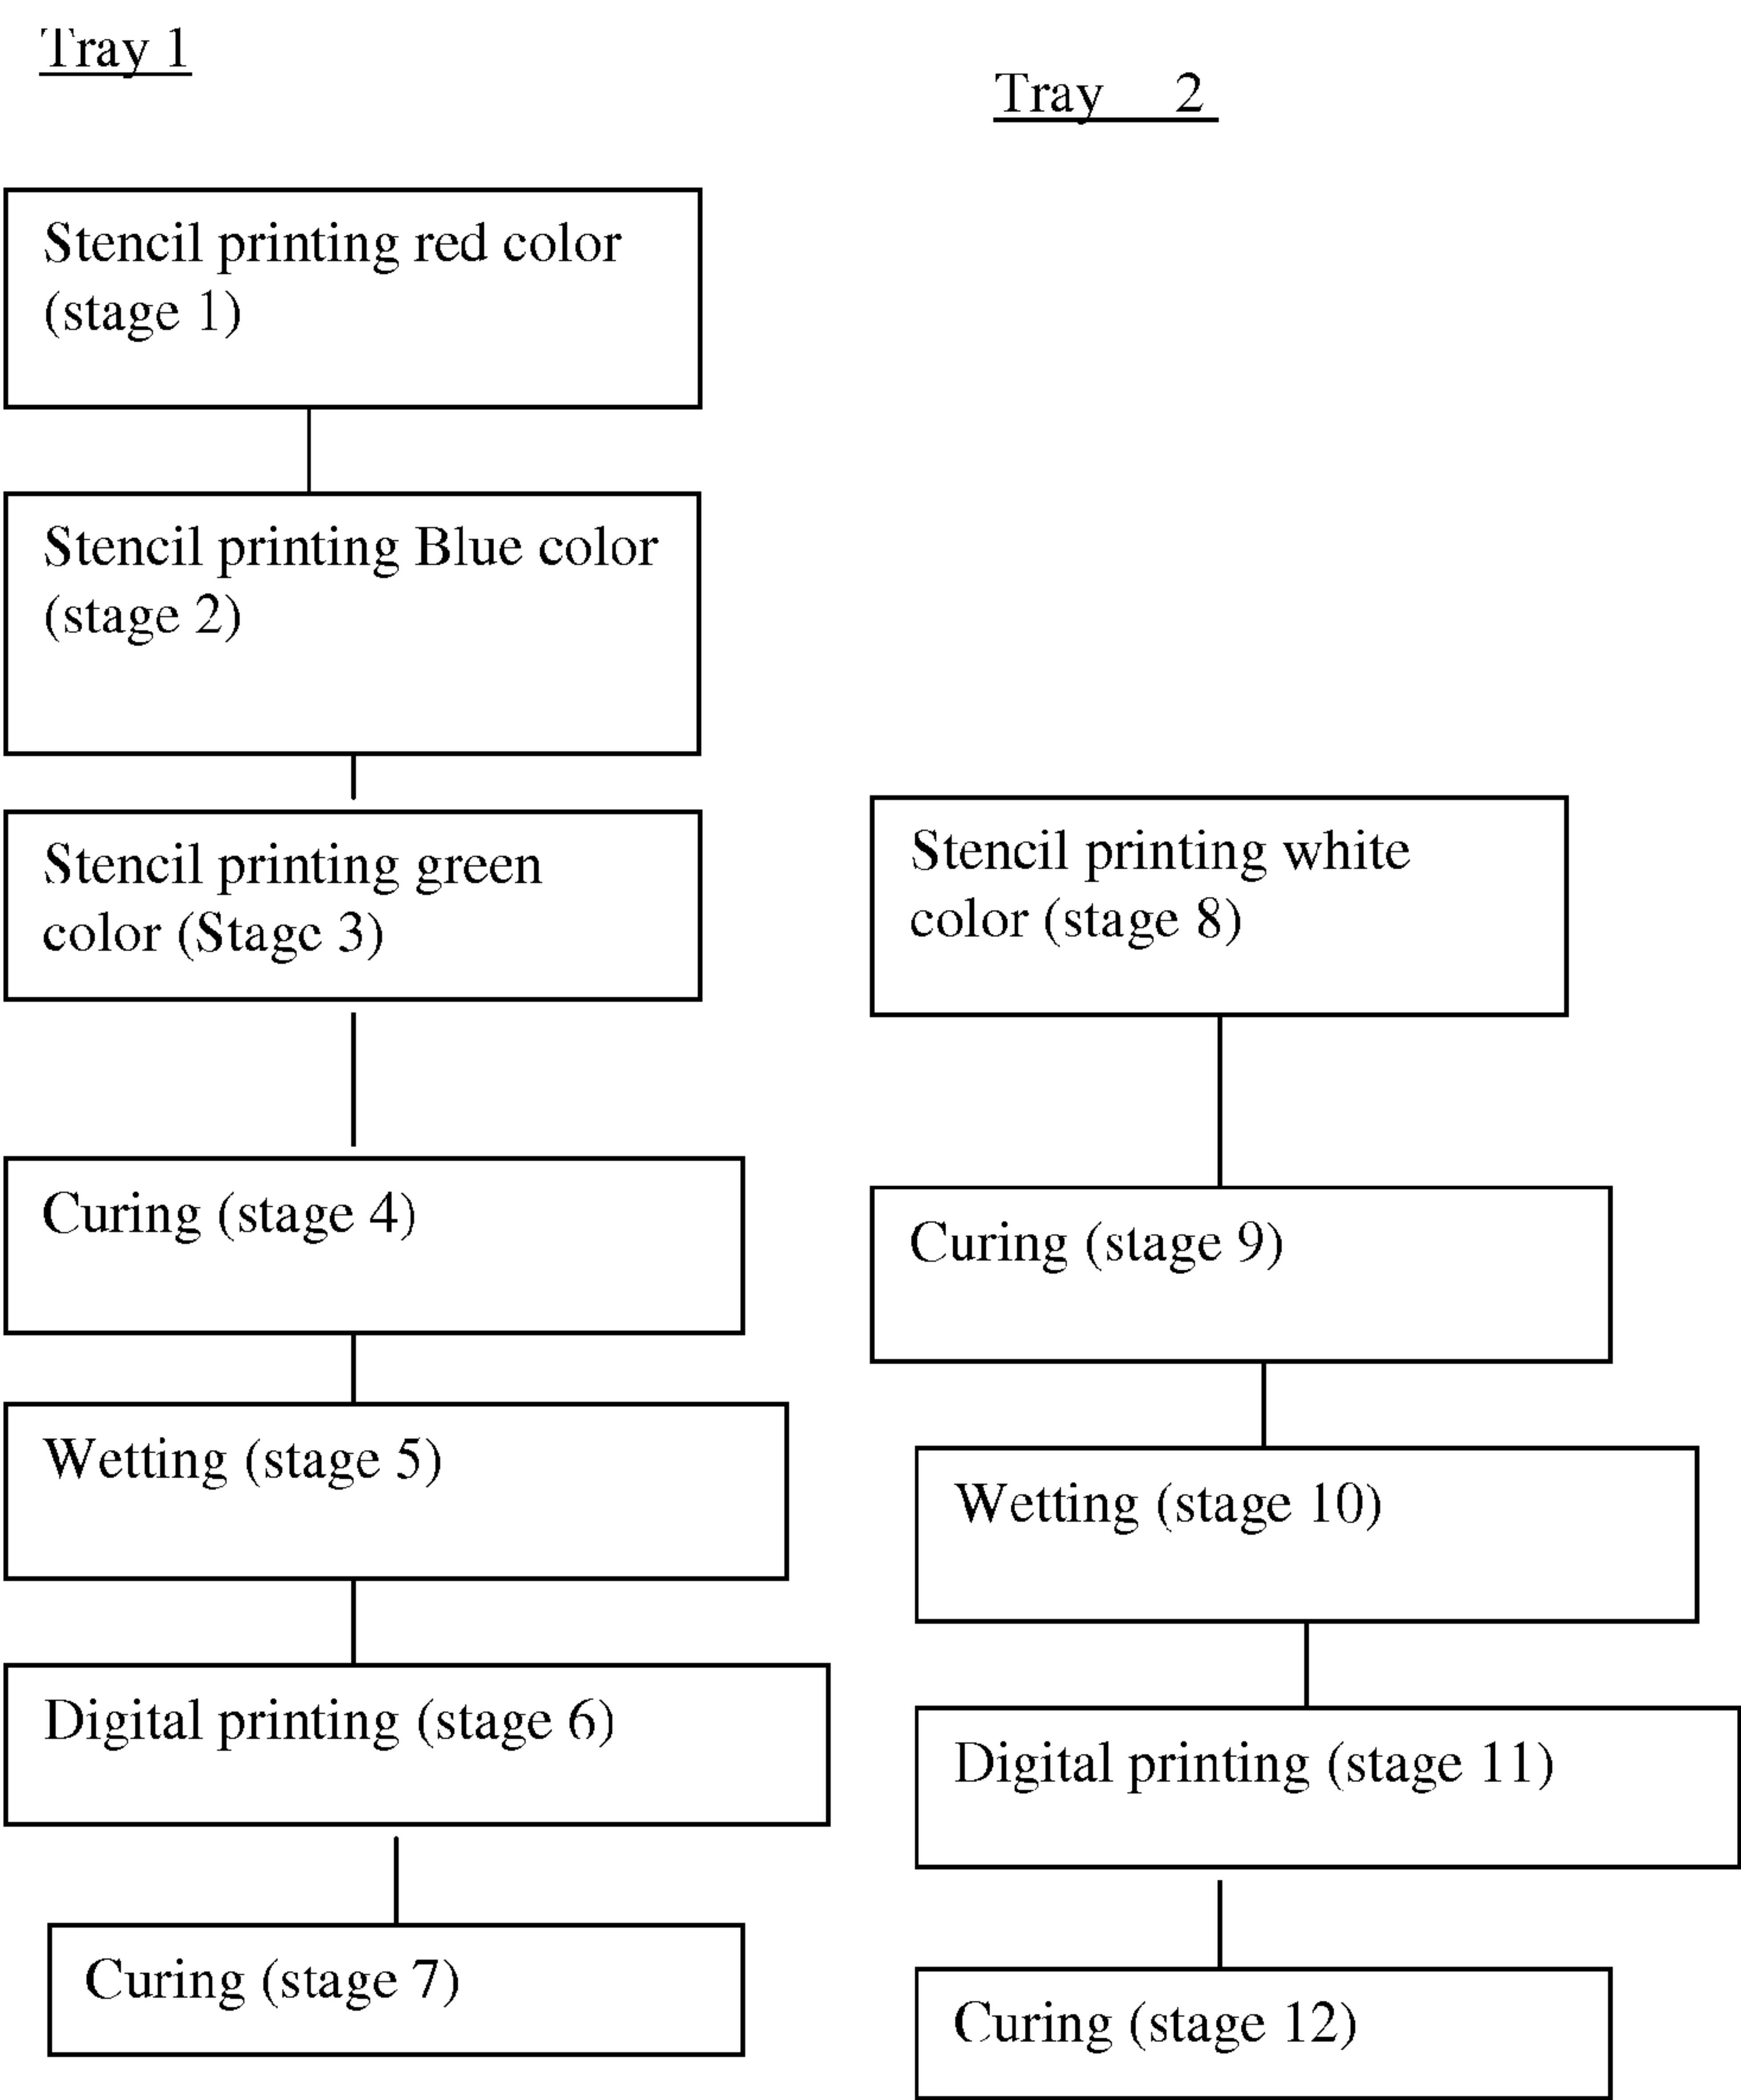 Tray 1
Tray 2
Stencil printing red color
(stage 1)
Stencil printing Blue color
(stage 2)
Stencil printing green
color (Stage 3)
Curing (stage 4)
Wetting (stage 5)
Digital printing (stage 6)
Curing (stage 7)
Stencil printing white
color (stage 8)
Curing (stage 9)
Wetting (stage 10)
Digital printing (stage 11)
Curing (stage 12)